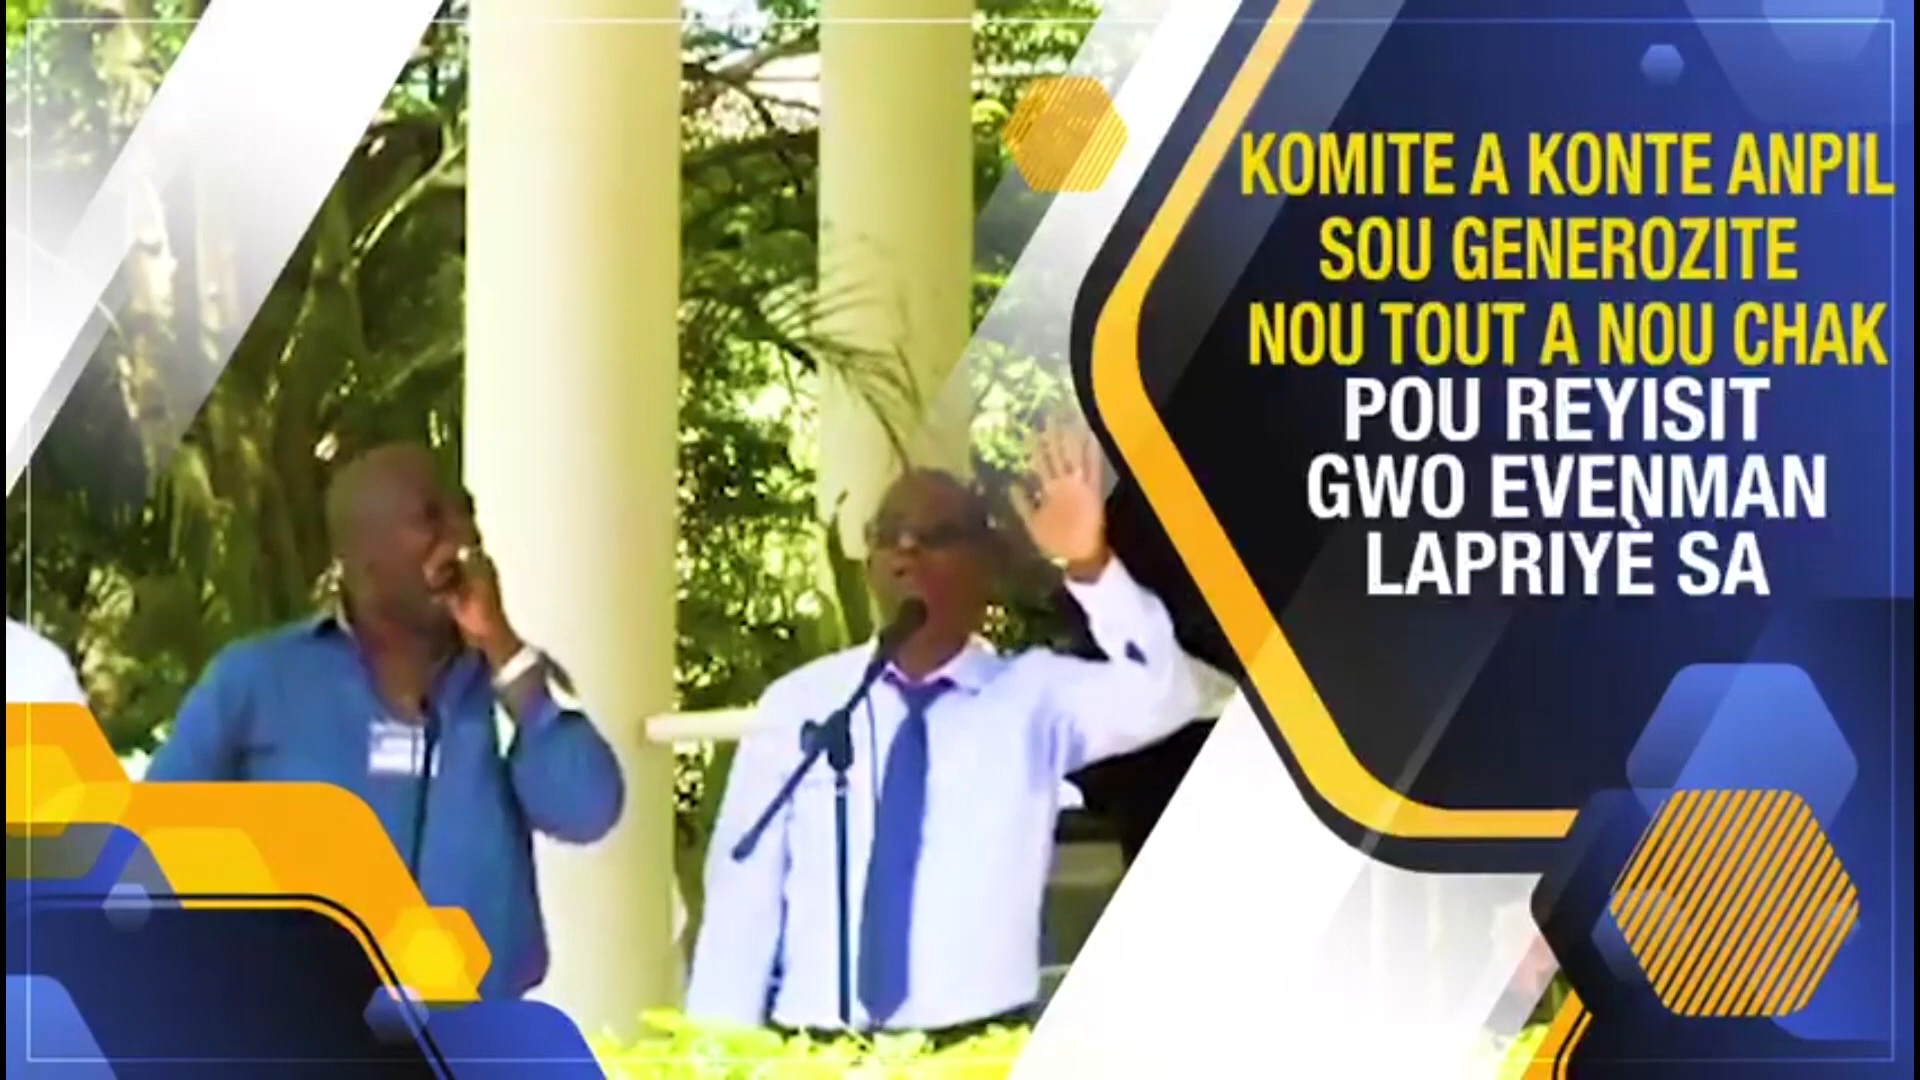 KOMITE A KONTE ANPIL
SOU GENEROZITE
NOU TOUT A NOU CHAK
POU REYISIT
GWO EVENMAN
LAPRIYÈ SA